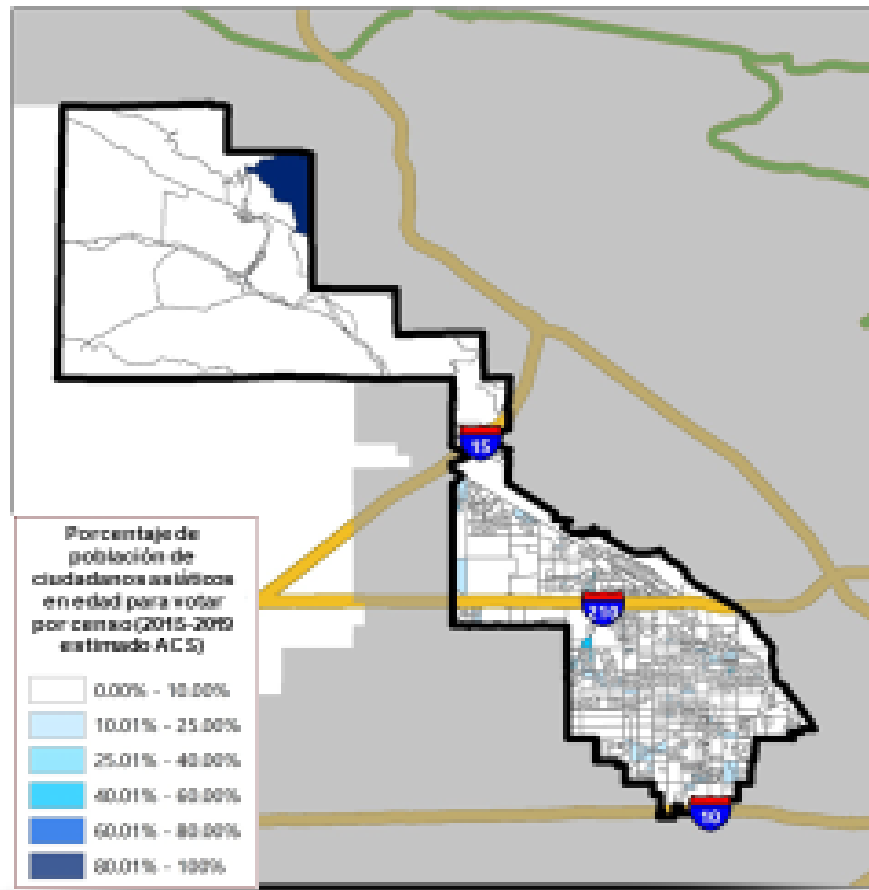 15
210
Porcentaje de
población de
ciudadanos asiáticos
en edad para votar
por censo (2015-2019
estimado ACS)
0.00% - 10.00%
10.01% - 25.00%
25.01% - 40.00%
40.01% - 60.00%
60.01% - 80.00%
80.01% - 100%
10